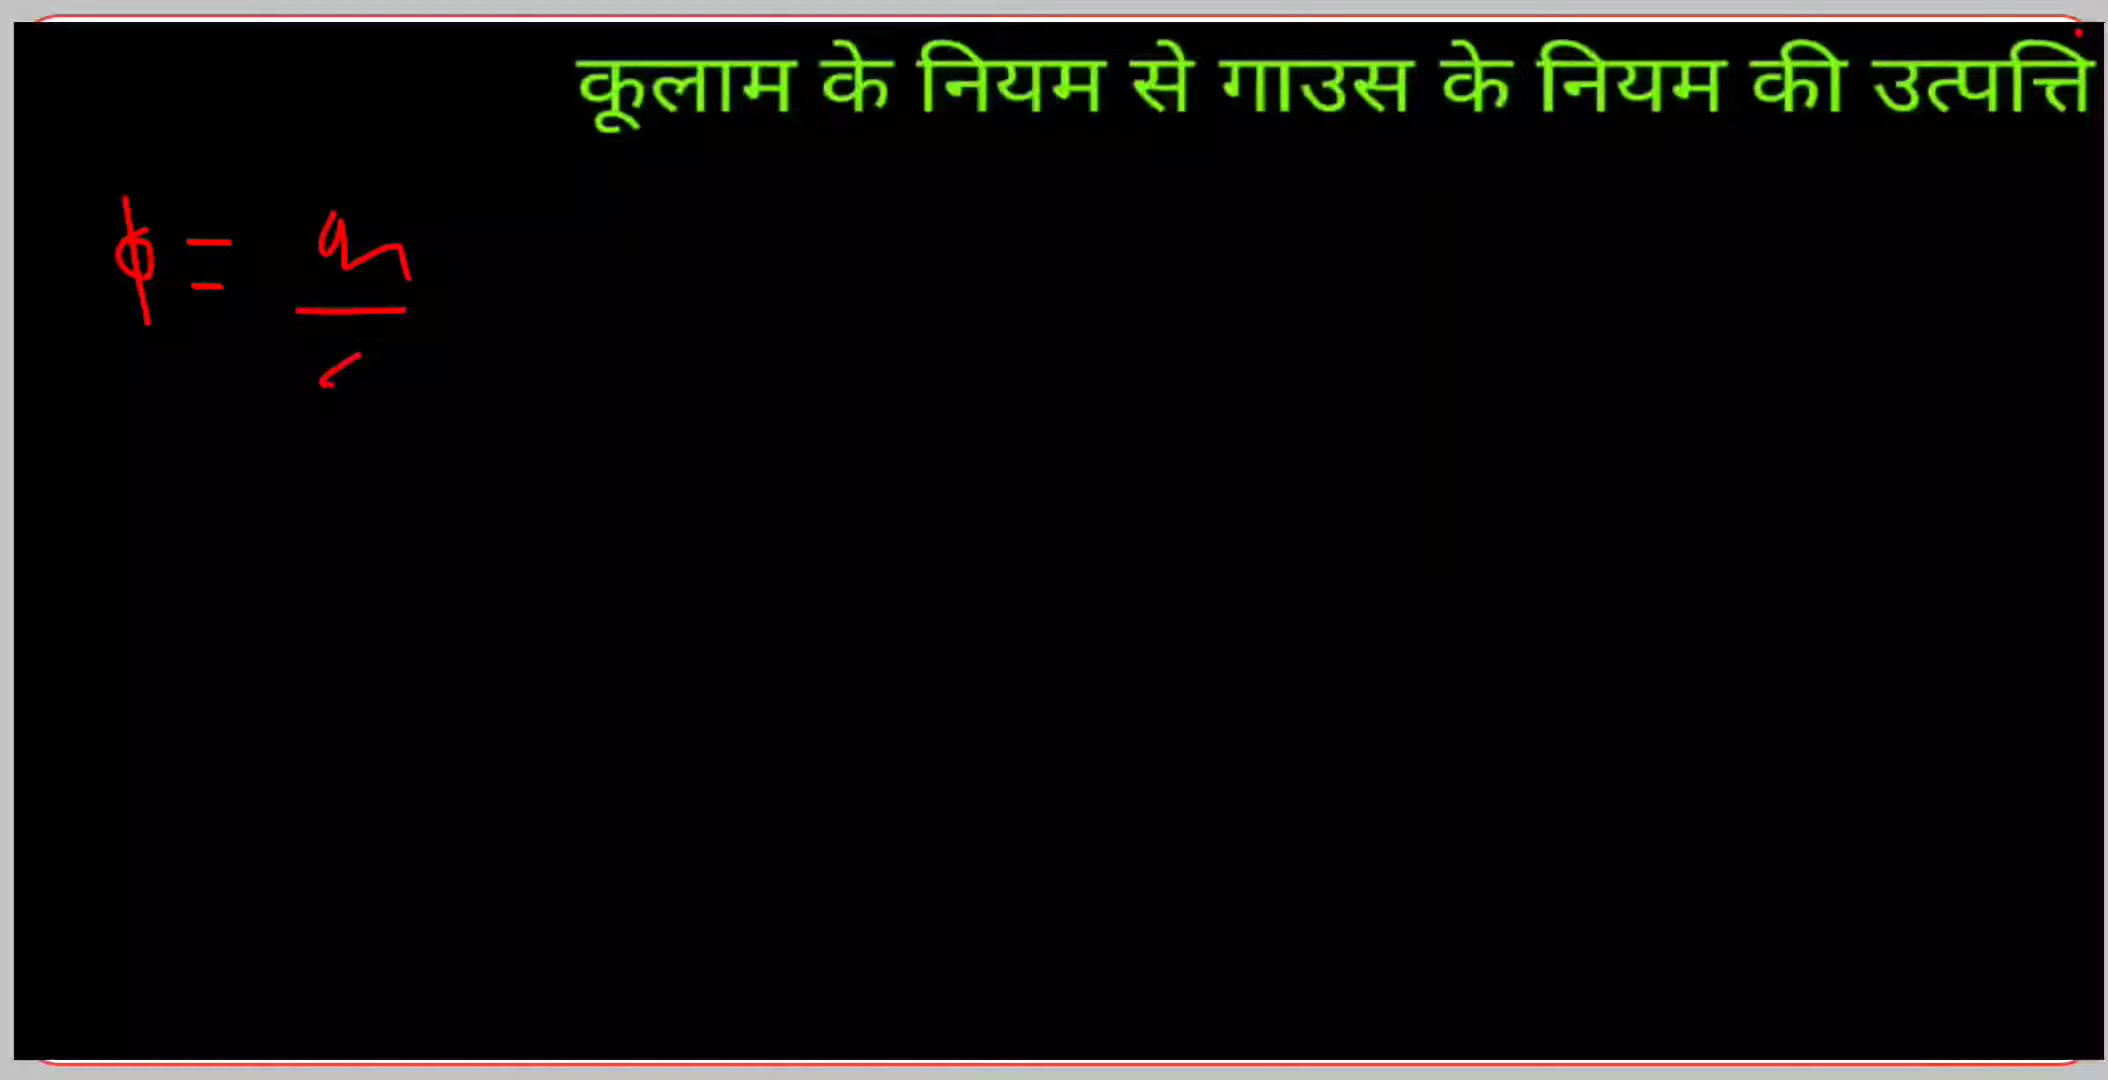 कूलाम के नियम से गाउस के नियम की उत्पत्ति
ϕ =